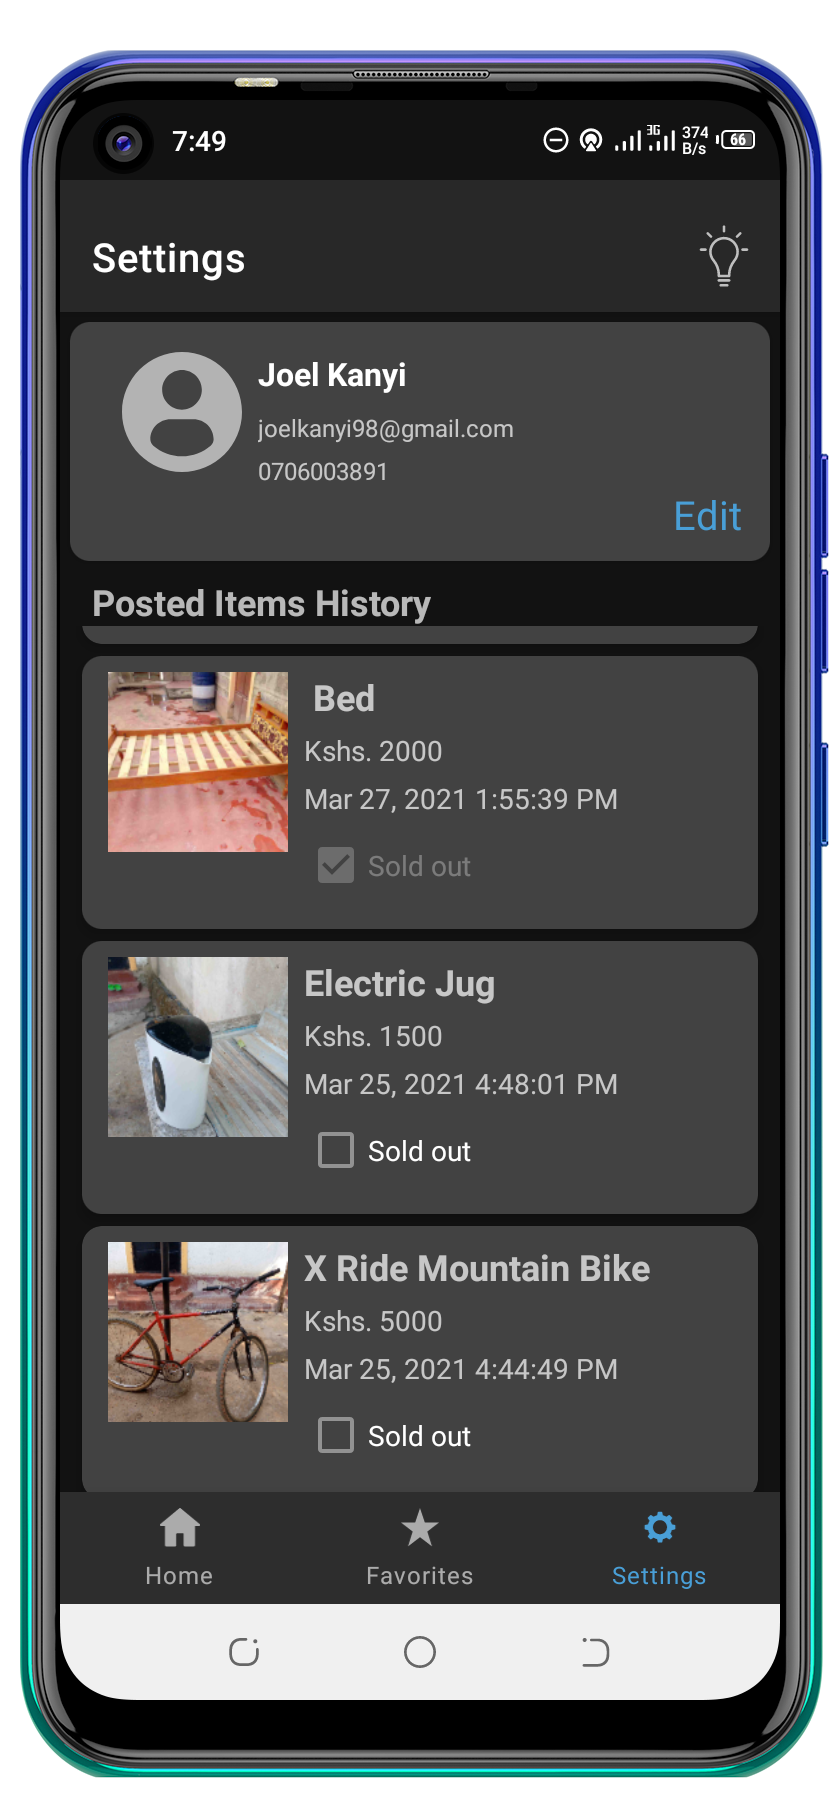 7:49
3G
374
B/s
66
Settings
Joel Kanyi
joelkanyi98@gmail.com
0706003891
Edit
Posted Items History
Bed
Kshs. 2000
Mar 27, 2021 1:55:39 PM
Sold out
Electric Jug
Kshs. 1500
Mar 25, 2021 4:48:01 PM
Sold out
X Ride Mountain Bike
Kshs. 5000
Mar 25, 2021 4:44:49 PM
Sold out
Home
Favorites
Settings